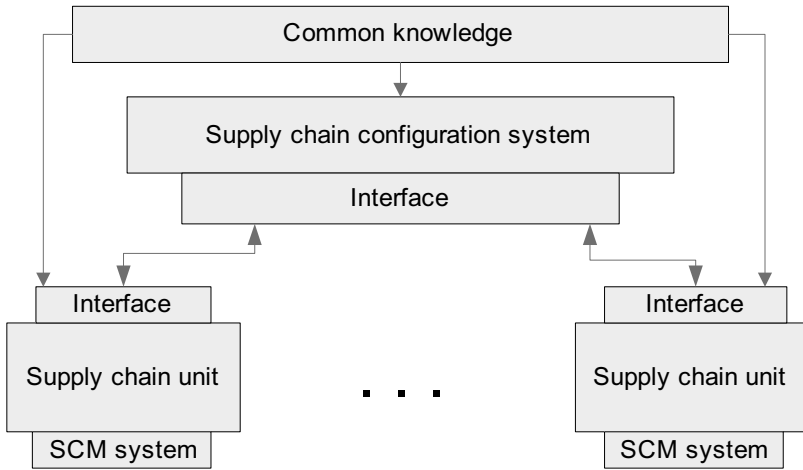 Common knowledge
Supply chain configuration system
Interface
Interface
Interface
Supply chain unit
. . .
Supply chain unit
SCM system
SCM system